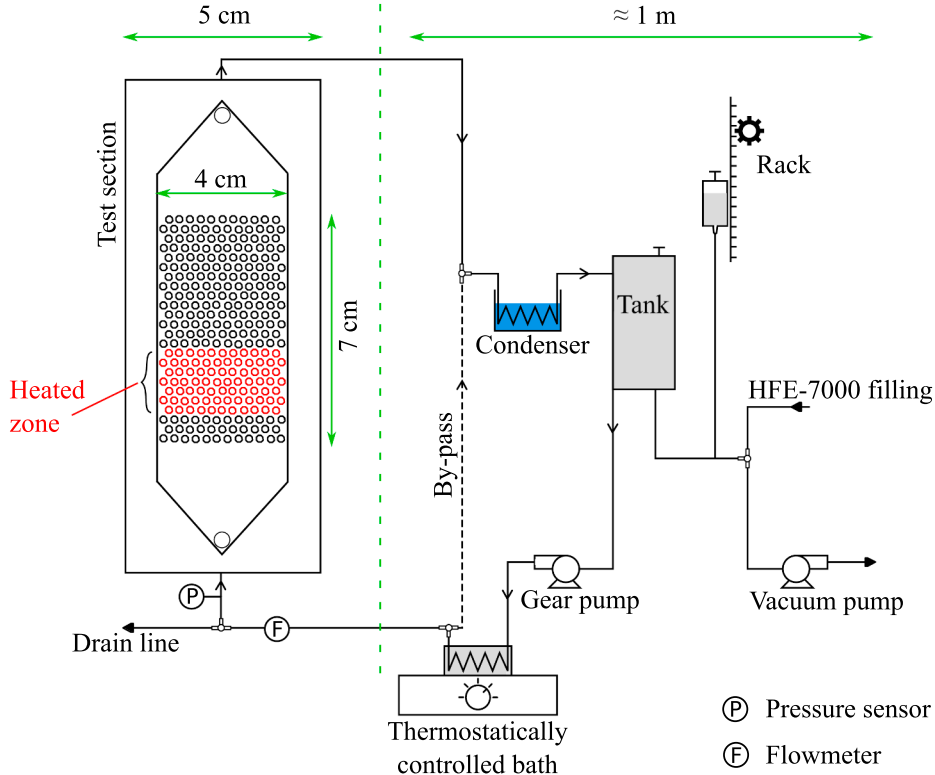 5 cm
≈ 1 m
Test section
4 cm
7 cm
Heated
zone
Rack
Tank
Condenser
HFE-7000 filling
By-pass
Gear pump
Vacuum pump
P
F
Drain line
Thermostatically
controlled bath
P Pressure sensor
F Flowmeter